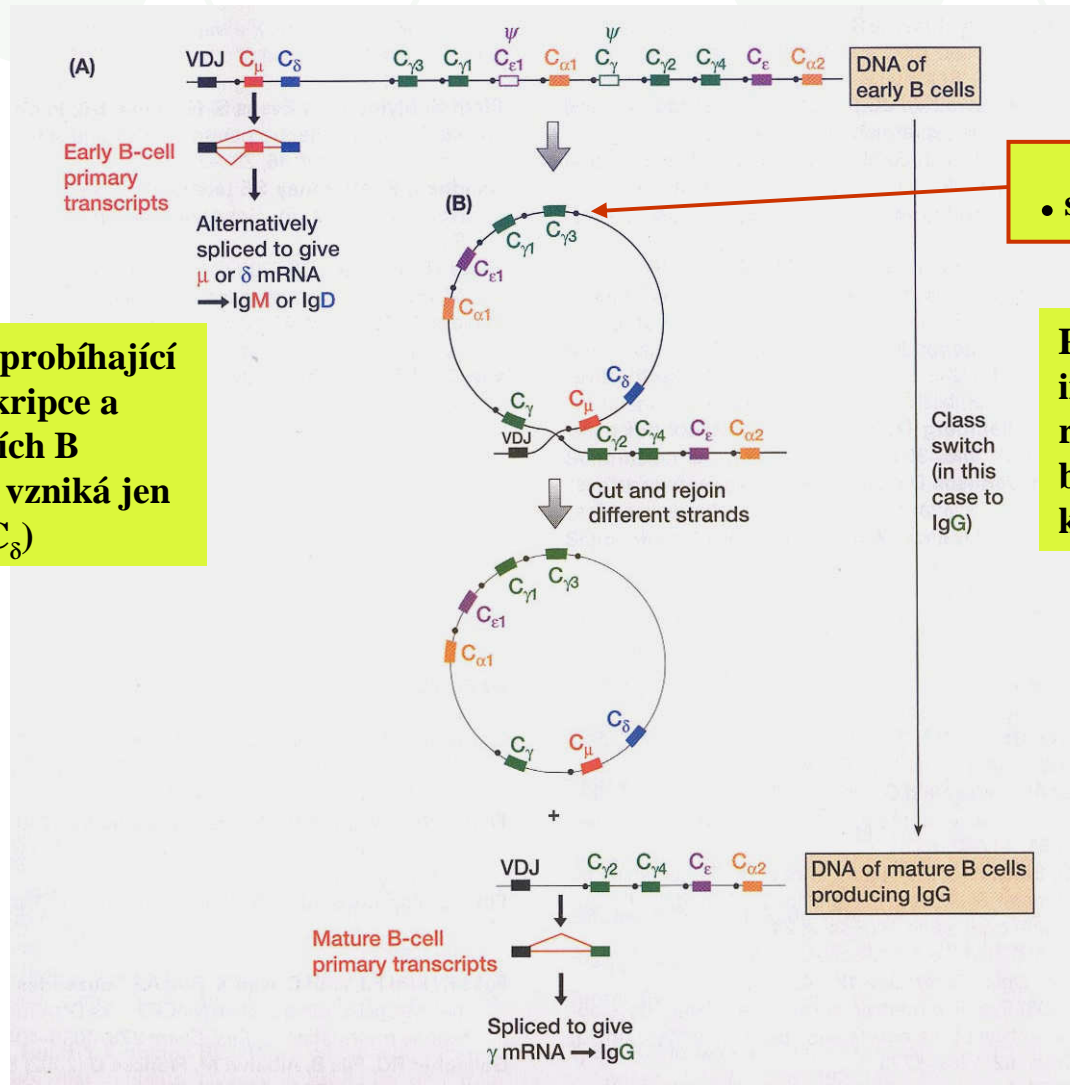 (A)
VDJ Cμ Cδ Cγ3 Cγ1 ψ Cε1 Cα1 ψ Cγ Cγ2 Cγ4 Cε Cα2
DNA of
early B cells
Early B-cell
primary
transcripts
Alternatively
spliced to give
μ or δ mRNA
→IgM or IgD
(B)
Cγ3
Cγ1
Cε1
Cα1
Cδ
Cγ
Cμ
VDJ
Cγ2 Cγ4 Cε Cα2
• s
probíhající
kripce a
ích B
vzniká jen
Cδ)
Class
switch
(in this
case to
IgG)
Cut and rejoin
different strands
Cγ3
Cγ1
Cε1
Cα1
Cδ
Cγ
Cμ
+
VDJ Cγ2 Cγ4 Cε Cα2
DNA of mature B cells
producing IgG
Mature B-cell
primary transcripts
Spliced to give
γ mRNA → IgG